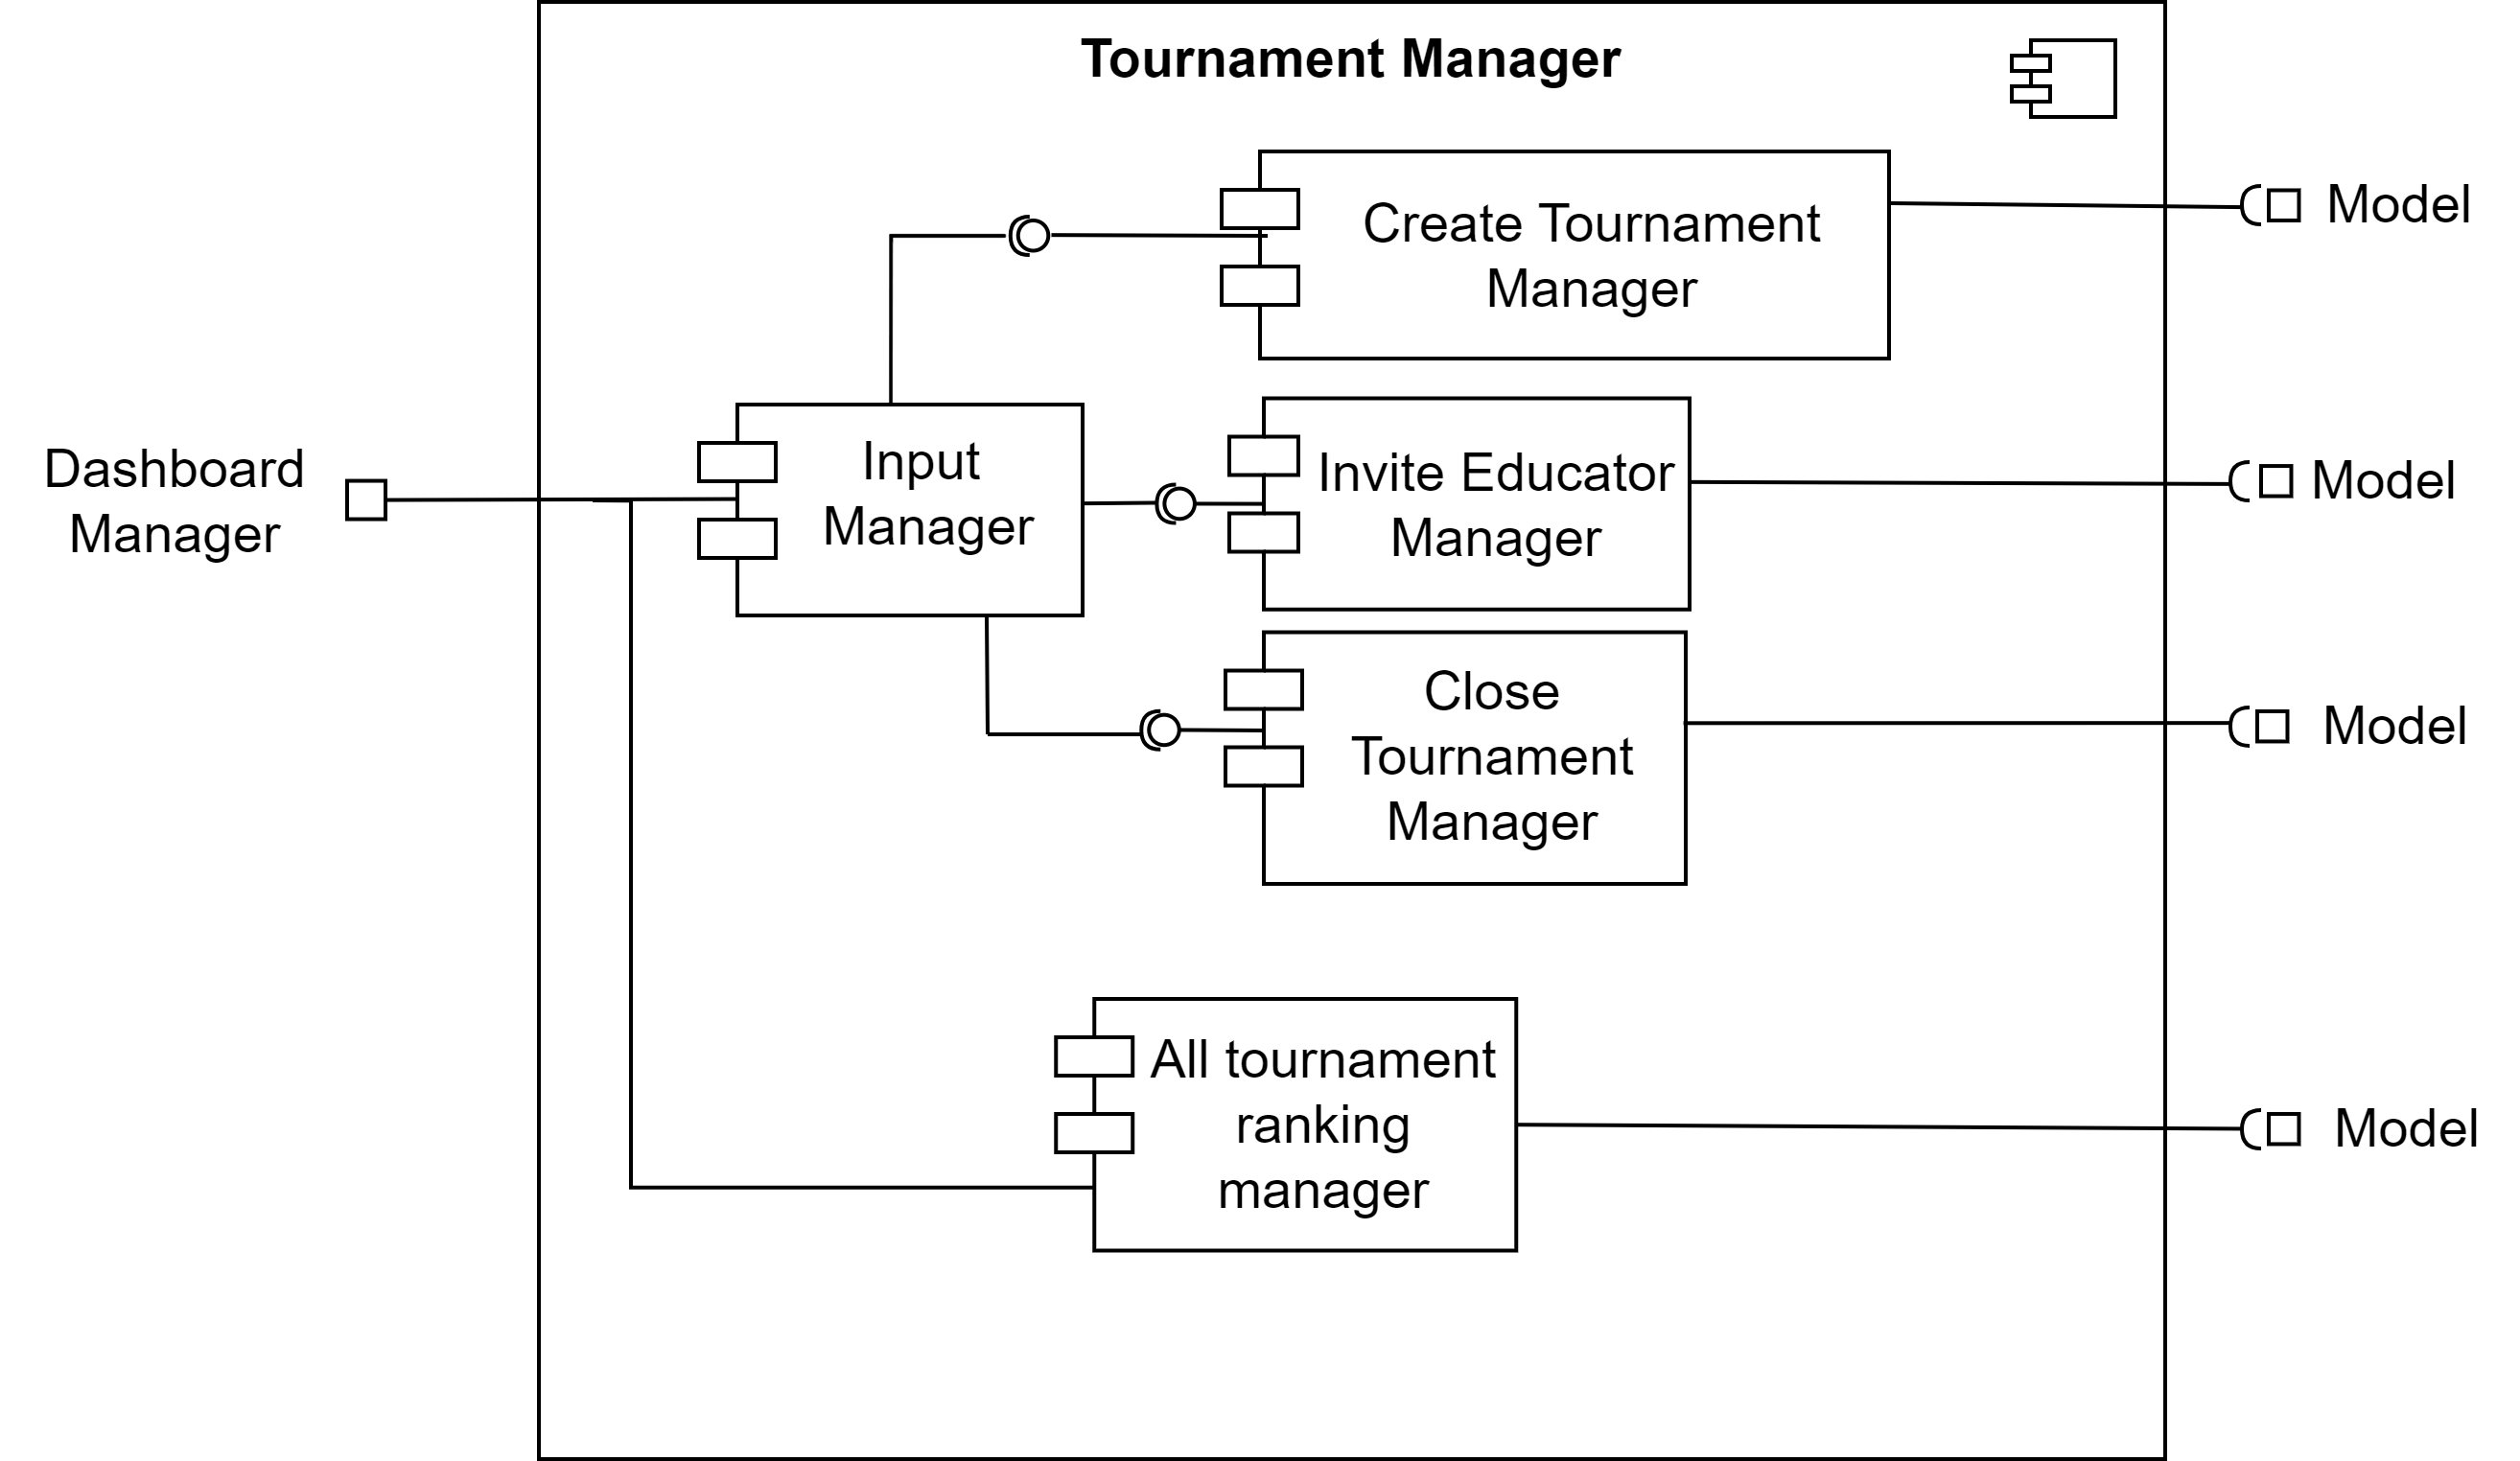 Tournament Manager
Create Tournament
Manager
Model
Dashboard
Manager
Input
Manager
Invite Educator
Manager
Model
Close
Tournament
Manager
Model
All tournament
ranking
manager
Model